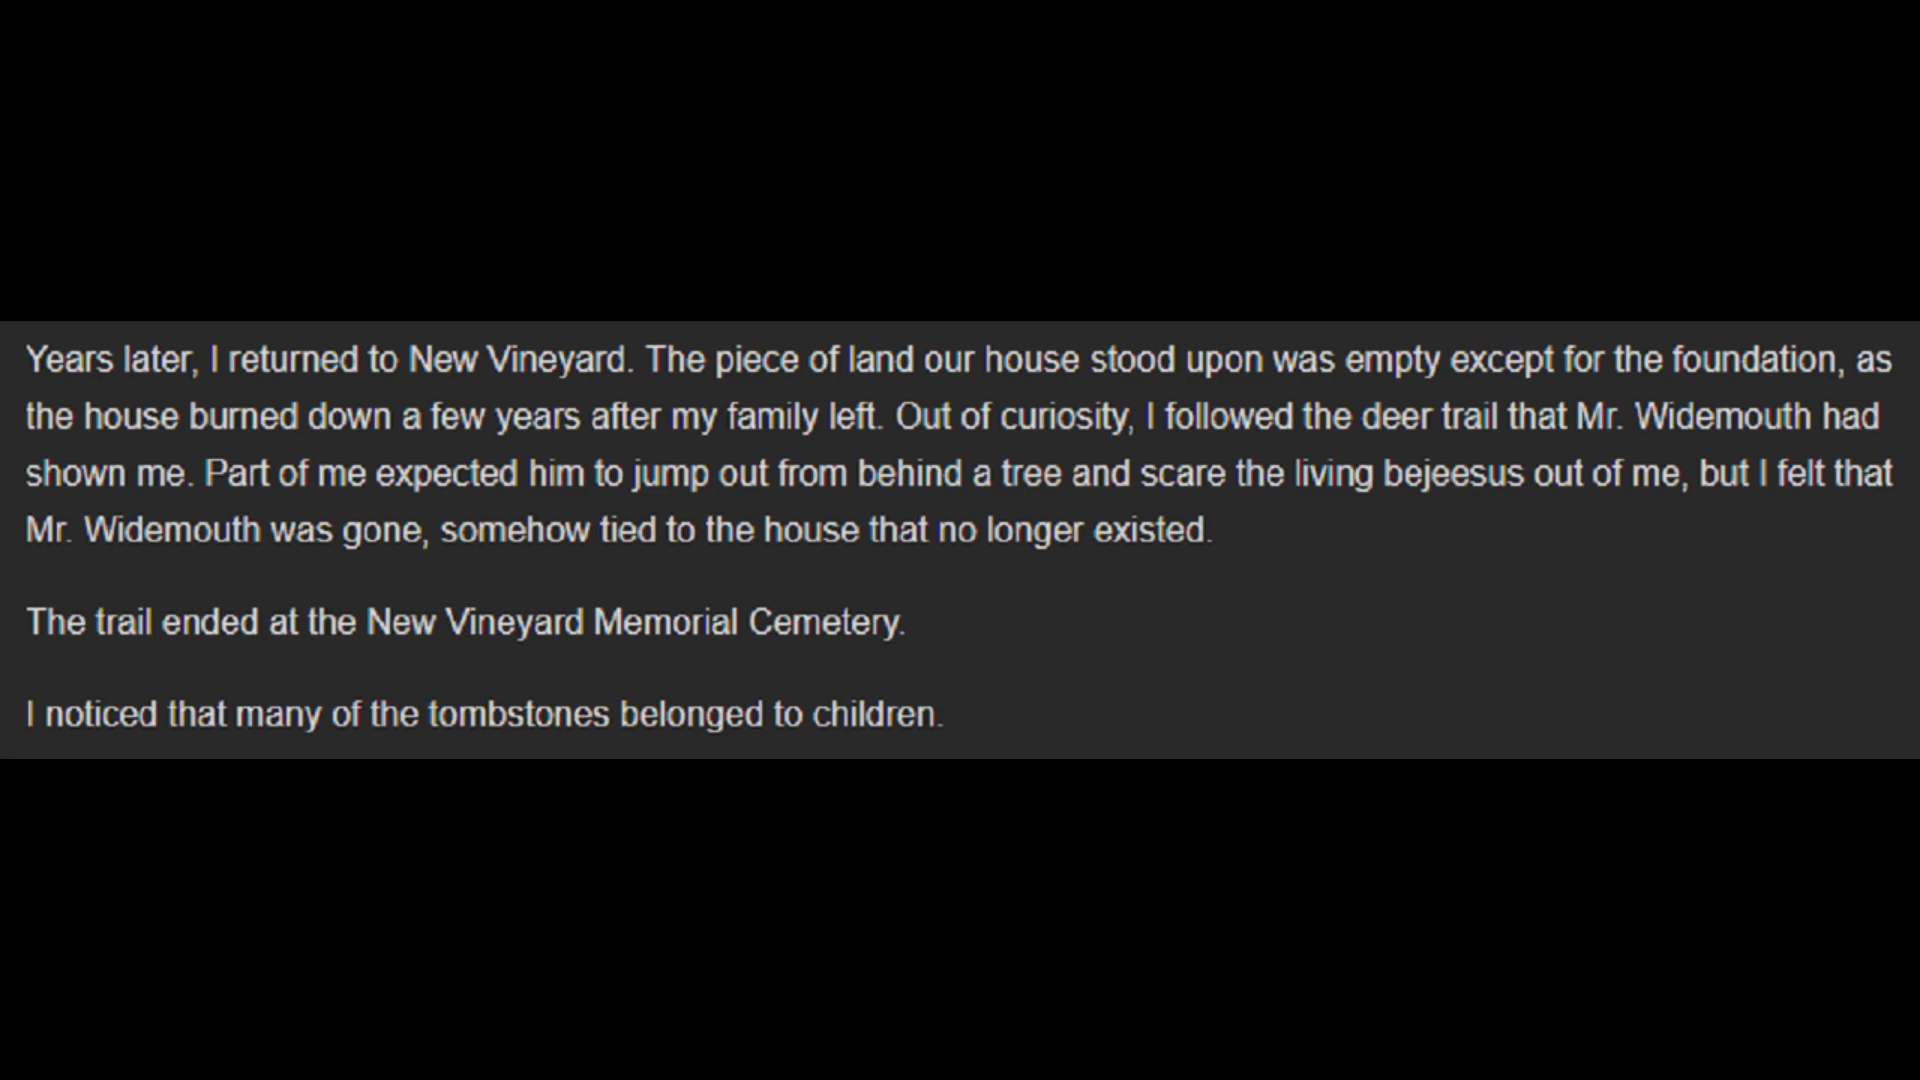 Years later, I returned to New Vineyard. The piece of land our house stood upon was empty except for the foundation, as
the house burned down a few years after my family left. Out of curiosity, I followed the deer trail that Mr. Widemouth had
shown me. Part of me expected him to jump out from behind a tree and scare the living bejeesus out of me, but I felt that
Mr. Widemouth was gone, somehow tied to the house that no longer existed.
The trail ended at the New Vineyard Memorial Cemetery.
I noticed that many of the tombstones belonged to children.